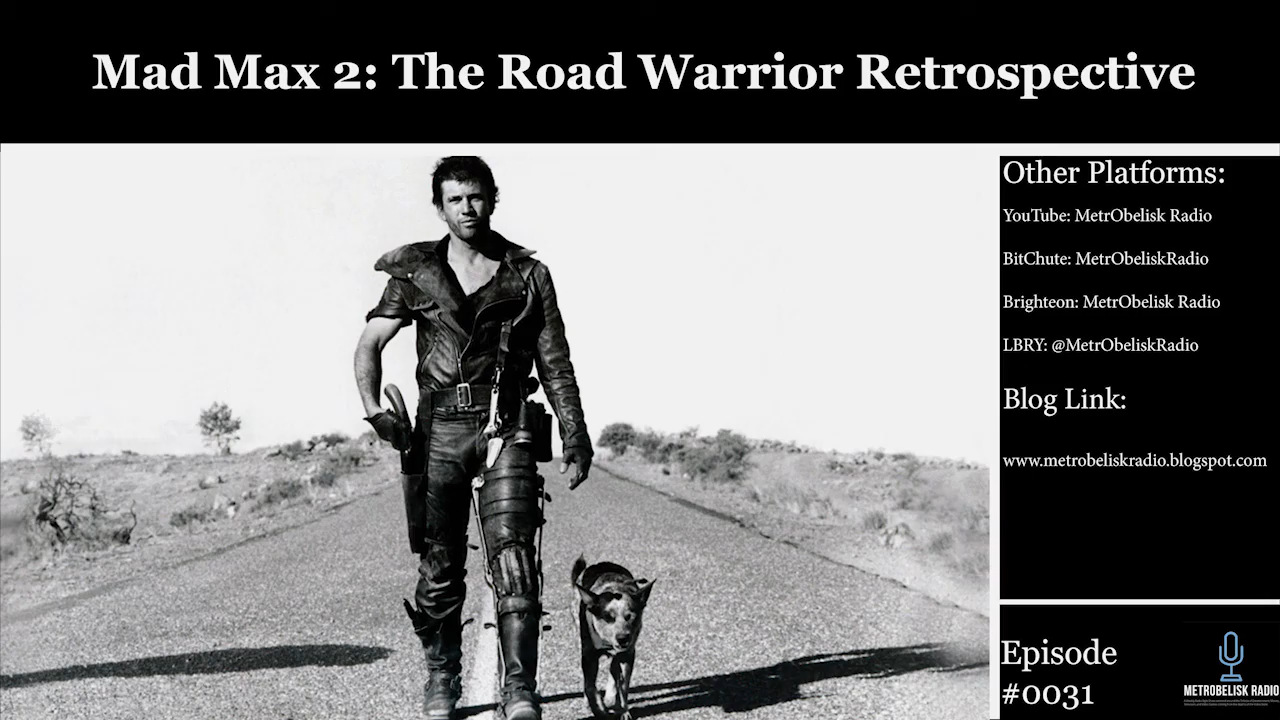 Mad Max 2: The Road Warrior Retrospective
Other Platforms:
YouTube: MetrObelisk Radio
BitChute: MetrObeliskRadio
Brighteon: MetrObelisk Radio
LBRY: @MetrObeliskRadio
Blog Link:
www.metrobeliskradio.blogspot.com
Episode
#0031
METROBELISK RADIO